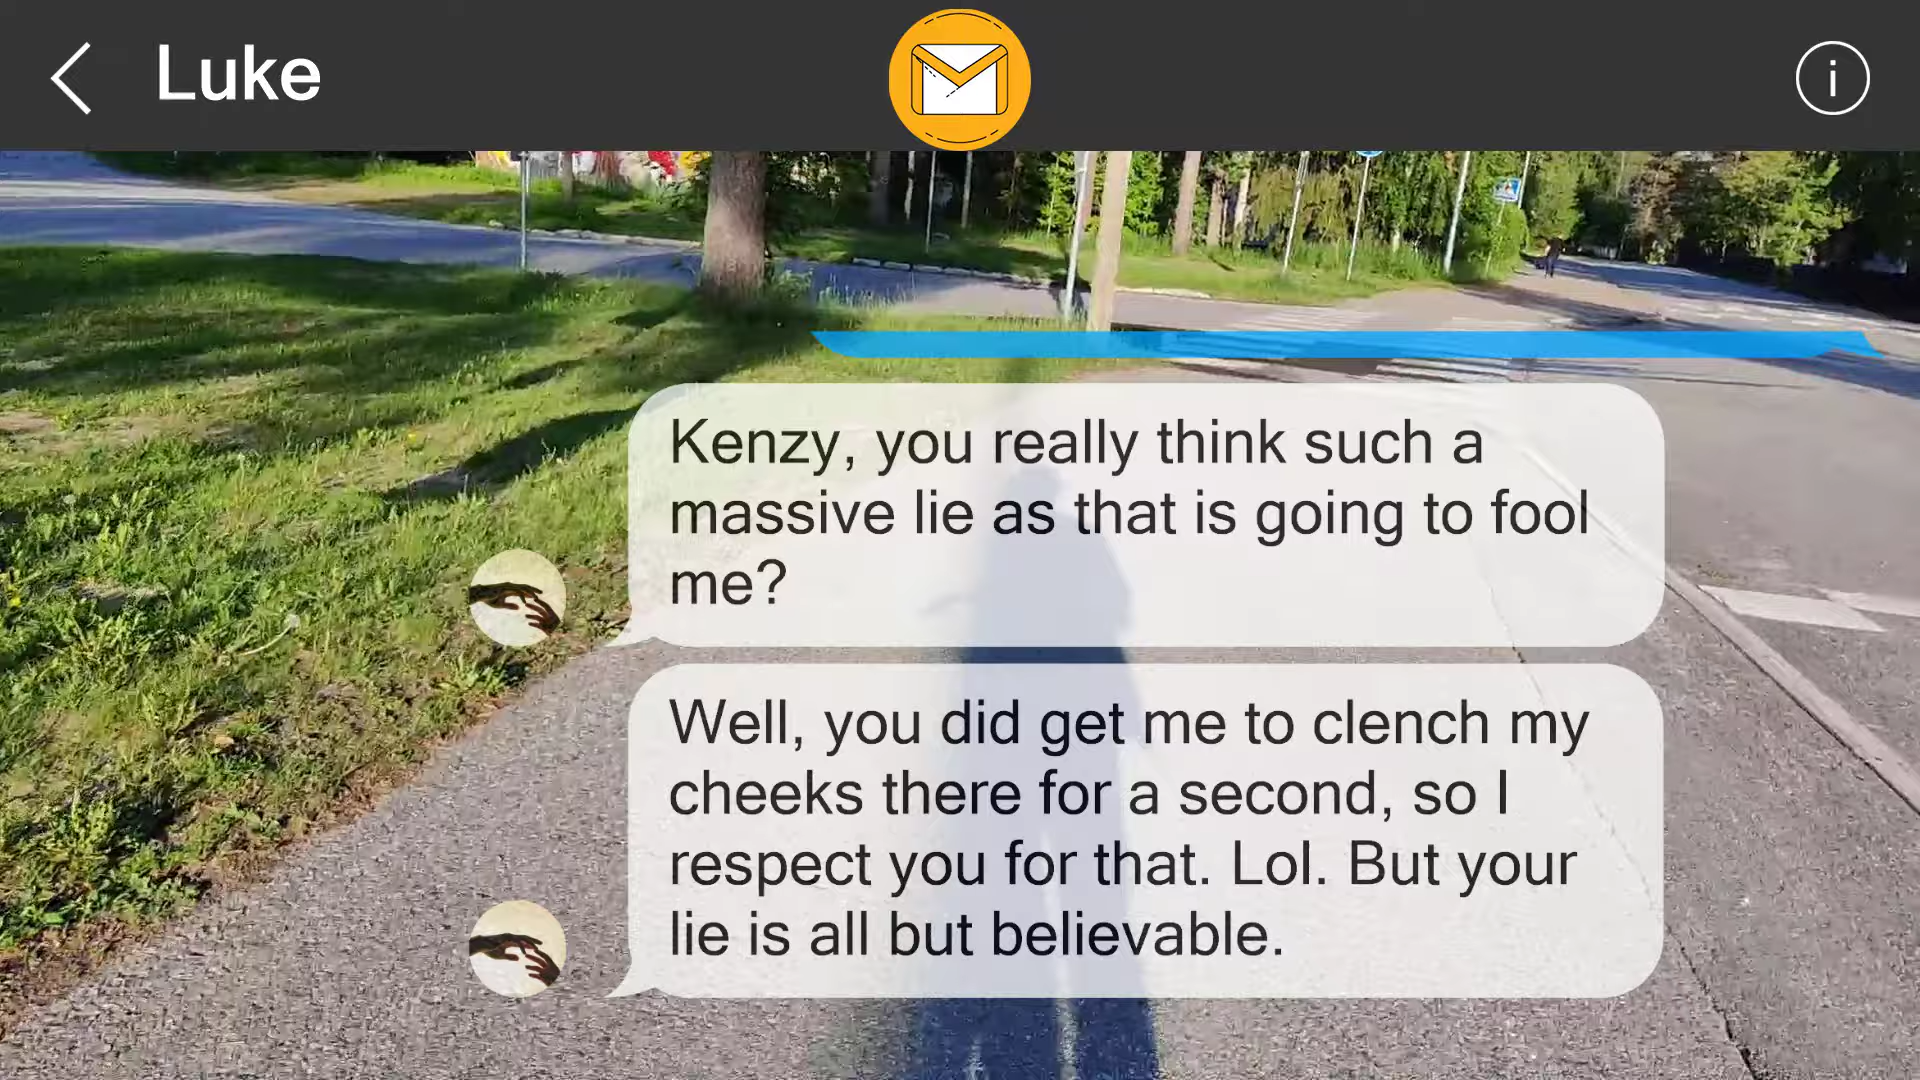 Luke
i
Kenzy, you really think such a
massive lie as that is going to fool
me?
Well, you did get me to clench my
cheeks there for a second, so I
respect you for that. Lol. But your
lie is all but believable.